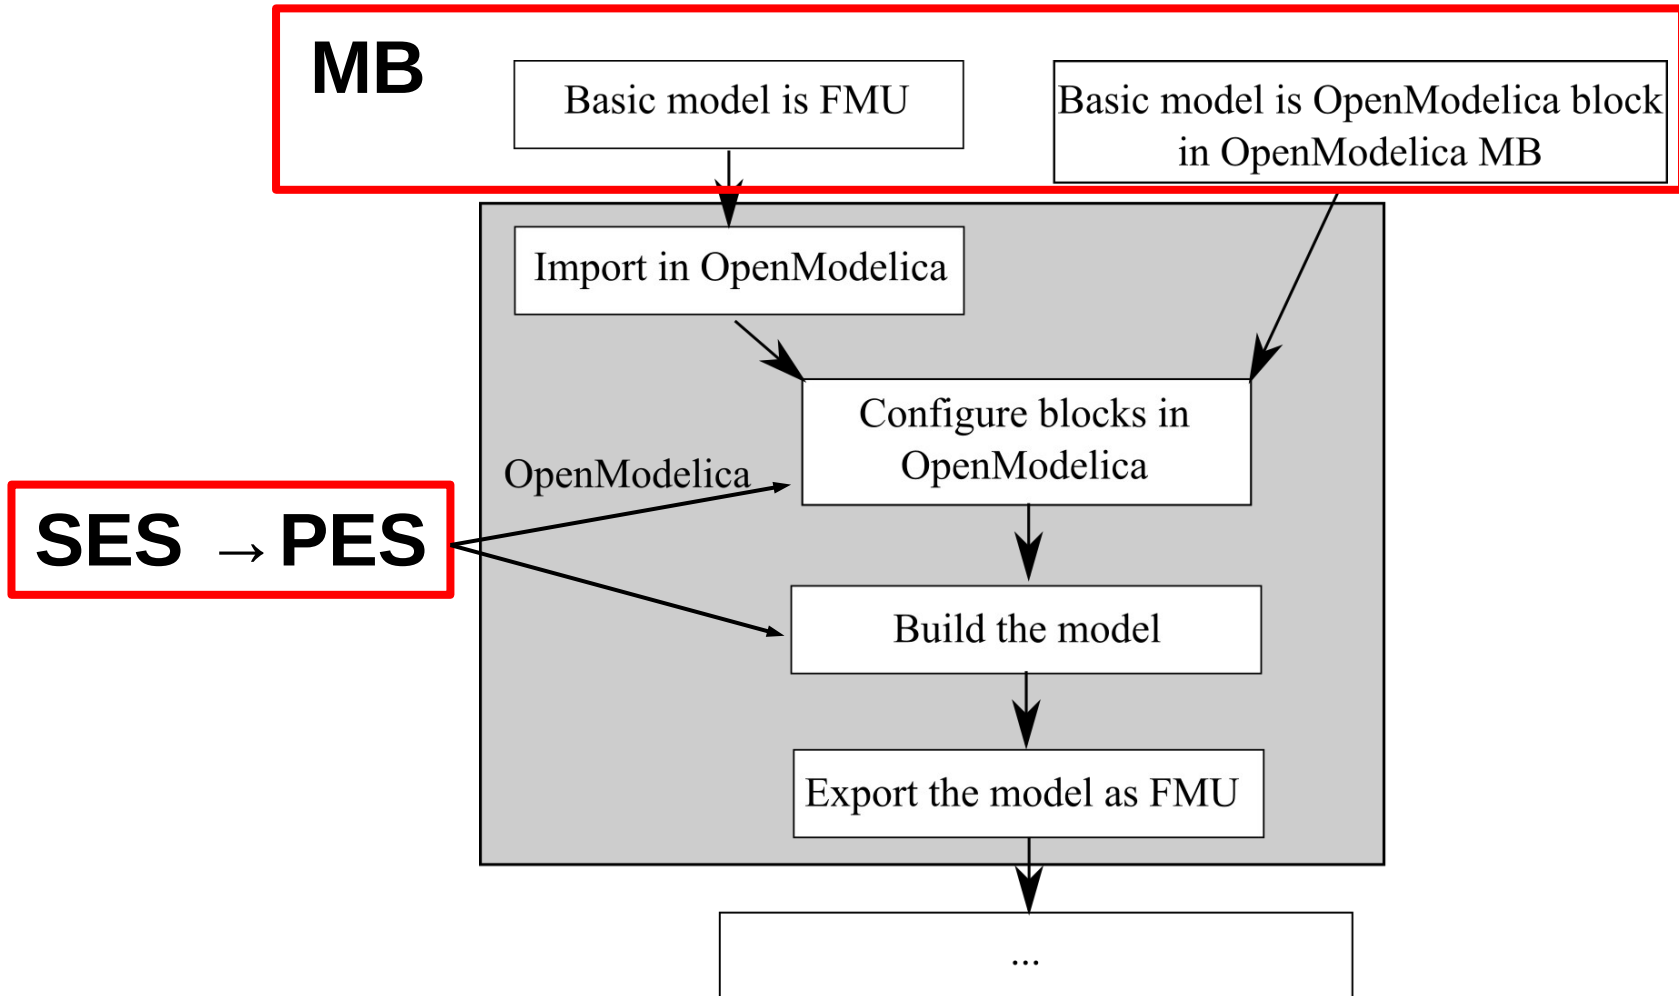 MB
Basic model is FMU
Basic model is OpenModelica block
in OpenModelica MB
Import in OpenModelica
Configure blocks in
OpenModelica
OpenModelica
SES → PES
Build the model
Export the model as FMU
...